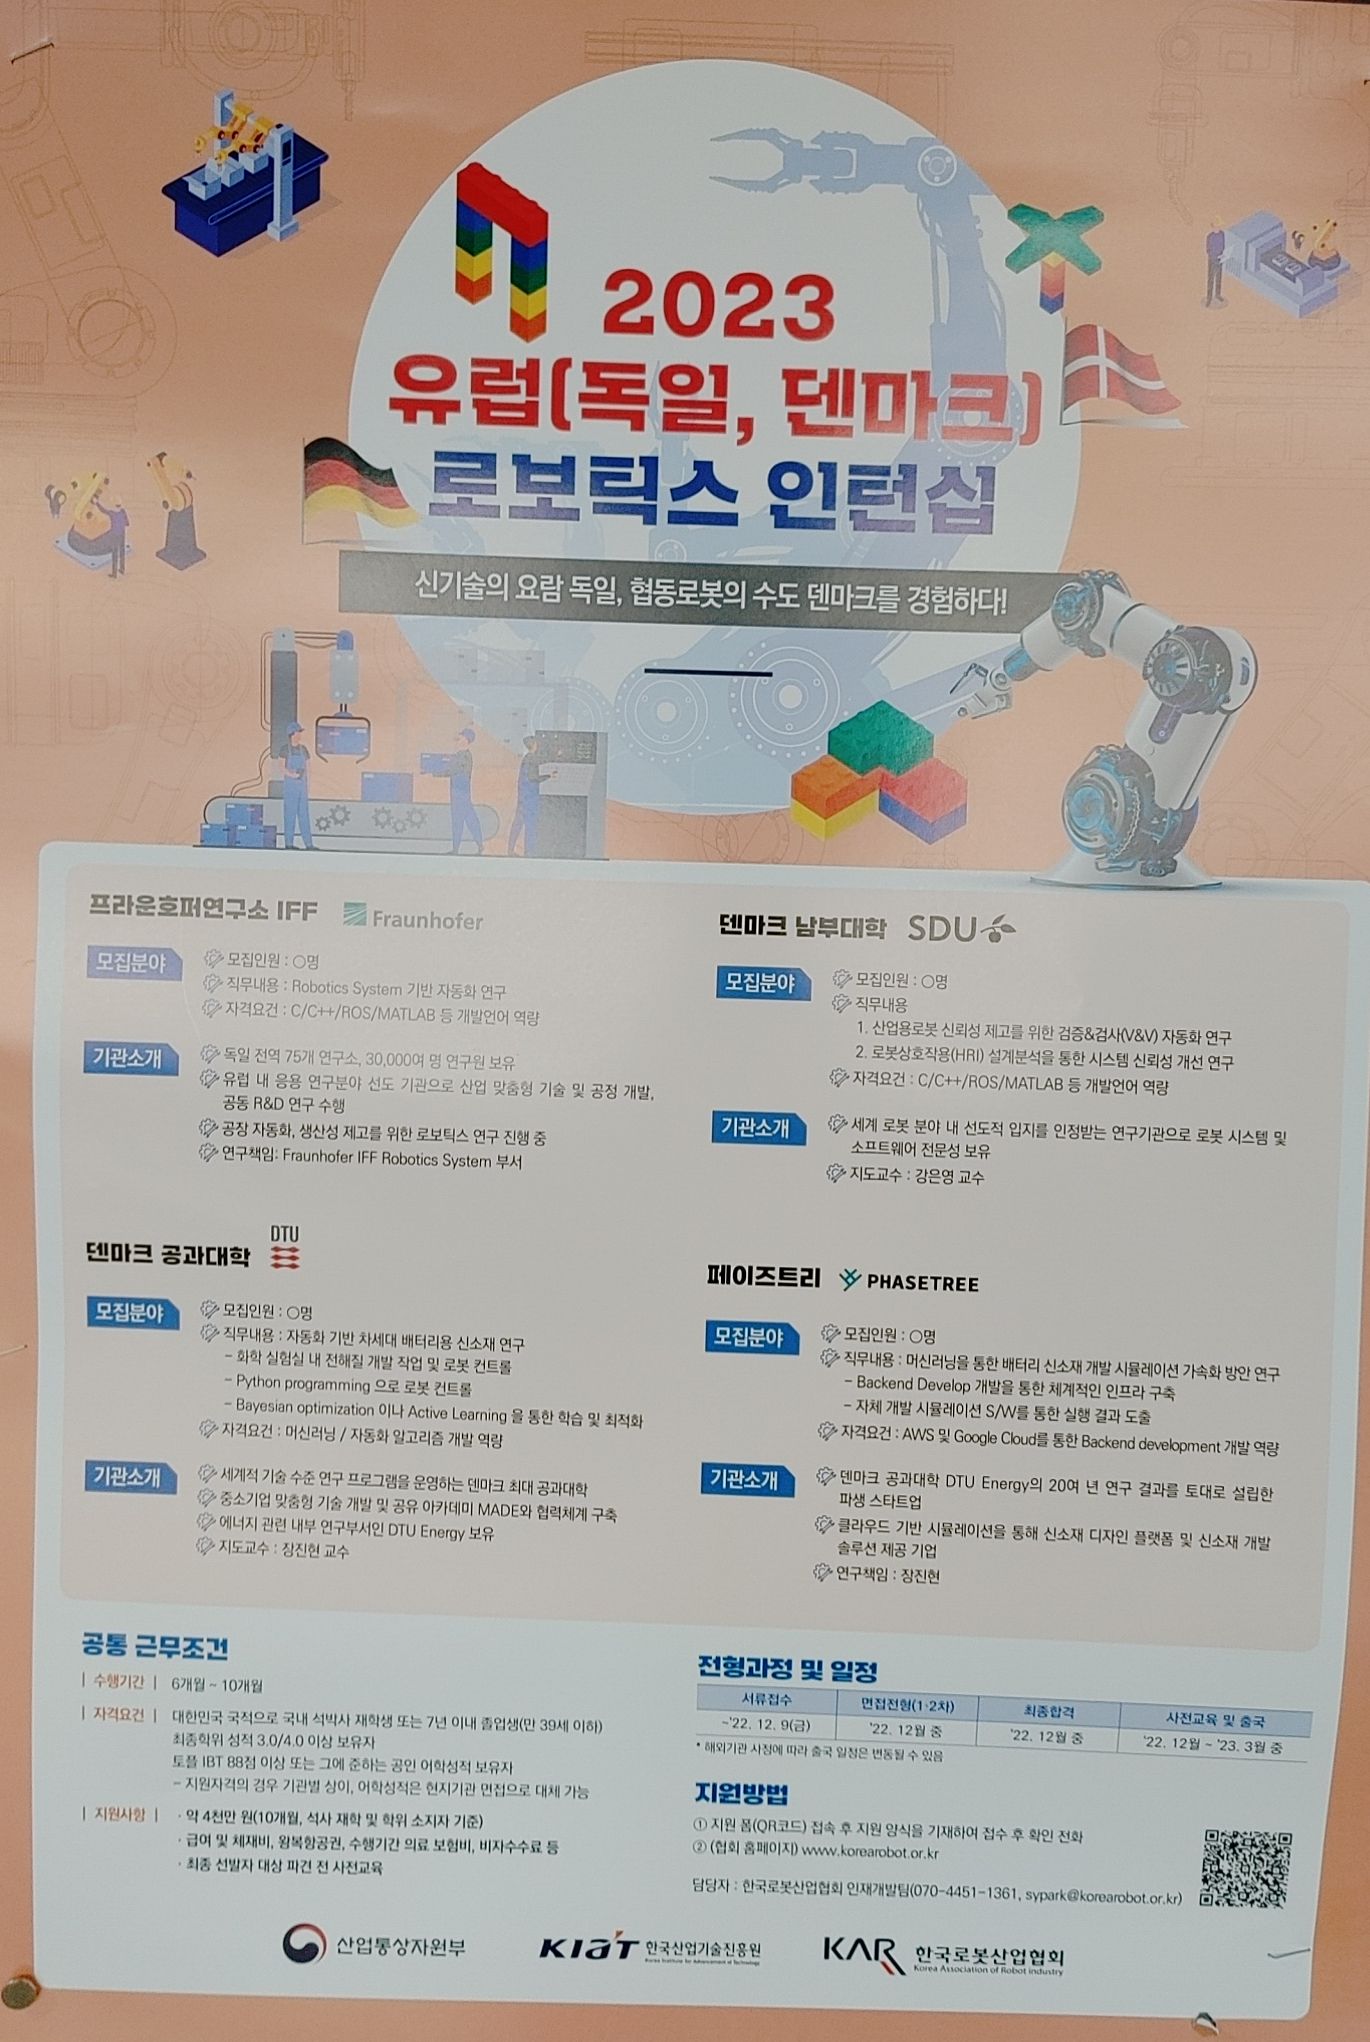 2023
유럽(독일, 덴마크)
로보틱스 인턴십
신기술의 요람 독일, 협동로봇의 수도 덴마크를 경험하다!
프라운호퍼연구소 IFF Fraunhofer
모집분야
모집인원 : ○명
직무내용 : Robotics System 기반 자동화 연구
자격요건 : C/C++/ROS/MATLAB 등 개발언어 역량
기관소개
독일 전역 75개 연구소, 30,000여 명 연구원 보유
유럽 내 응용 연구분야 선도 기관으로 산업 맞춤형 기술 및 공정 개발,
공동 R&D 연구 수행
공장 자동화, 생산성 제고를 위한 로보틱스 연구 진행 중
연구책임: Fraunhofer IFF Robotics System 부서
덴마크 남부대학 SDU
모집분야
모집인원 : ○명
직무내용
1. 산업용로봇 신뢰성 제고를 위한 검증&검사(V&V) 자동화 연구
2. 로봇상호작용(HRI) 설계분석을 통한 시스템 신뢰성 개선 연구
자격요건 : C/C++/ROS/MATLAB 등 개발언어 역량
기관소개
세계 로봇 분야 내 선도적 입지를 인정받는 연구기관으로 로봇 시스템 및
소프트웨어 전문성 보유
지도교수 : 강은영 교수
덴마크 공과대학 DTU
모집분야
모집인원 : ○명
직무내용 : 자동화 기반 차세대 배터리용 신소재 연구
- 화학 실험실 내 전해질 개발 작업 및 로봇 컨트롤
- Python programming 으로 로봇 컨트롤
- Bayesian optimization 이나 Active Learning 을 통한 학습 및 최적화
자격요건 : 머신러닝 / 자동화 알고리즘 개발 역량
기관소개
세계적 기술 수준 연구 프로그램을 운영하는 덴마크 최대 공과대학
중소기업 맞춤형 기술 개발 및 공유 아카데미 MADE와 협력체계 구축
에너지 관련 내부 연구부서인 DTU Energy 보유
지도교수 : 장진현 교수
페이즈트리 PHASETREE
모집분야
모집인원 : ○명
직무내용 : 머신러닝을 통한 배터리 신소재 개발 시뮬레이션 가속화 방안 연구
- Backend Develop 개발을 통한 체계적인 인프라 구축
- 자체 개발 시뮬레이션 S/W를 통한 실행 결과 도출
자격요건 : AWS 및 Google Cloud를 통한 Backend development 개발 역량
기관소개
덴마크 공과대학 DTU Energy의 20여 년 연구 결과를 토대로 설립한
파생 스타트업
클라우드 기반 시뮬레이션을 통해 신소재 디자인 플랫폼 및 신소재 개발
솔루션 제공 기업
연구책임 : 장진현
공통 근무조건
| 수행기간 | 6개월 ~ 10개월
| 자격요건 | 대한민국 국적으로 국내 석박사 재학생 또는 7년 이내 졸업생(만 39세 이하)
최종학위 성적 3.0/4.0 이상 보유자
토플 IBT 88점 이상 또는 그에 준하는 공인 어학성적 보유자
- 지원자격의 경우 기관별 상이, 어학성적은 현지기관 면접으로 대체 가능
| 지원사항 | · 약 4천만 원(10개월, 석사 재학 및 학위 소지자 기준)
· 급여 및 체재비, 왕복항공권, 수행기간 의료 보험비, 비자수수료 등
· 최종 선발자 대상 파견 전 사전교육
전형과정 및 일정
서류접수 면접전형(1·2차) 최종합격 사전교육 및 출국
~'22. 12. 9(금) '22. 12월 중 '22. 12월 중 '22. 12월 ~ '23. 3월 중
* 해외기관 사정에 따라 출국 일정은 변동될 수 있음
지원방법
① 지원 폼(QR코드) 접속 후 지원 양식을 기재하여 접수 후 확인 전화
② (협회 홈페이지) www.korearobot.or.kr
담당자 : 한국로봇산업협회 인재개발팀(070-4451-1361, sypark@korearobot.or.kr)
산업통상자원부 KIAT 한국산업기술진흥원 KAR 한국로봇산업협회
Korea Institute for Advancement of Technology Korea Association of Robot Industry